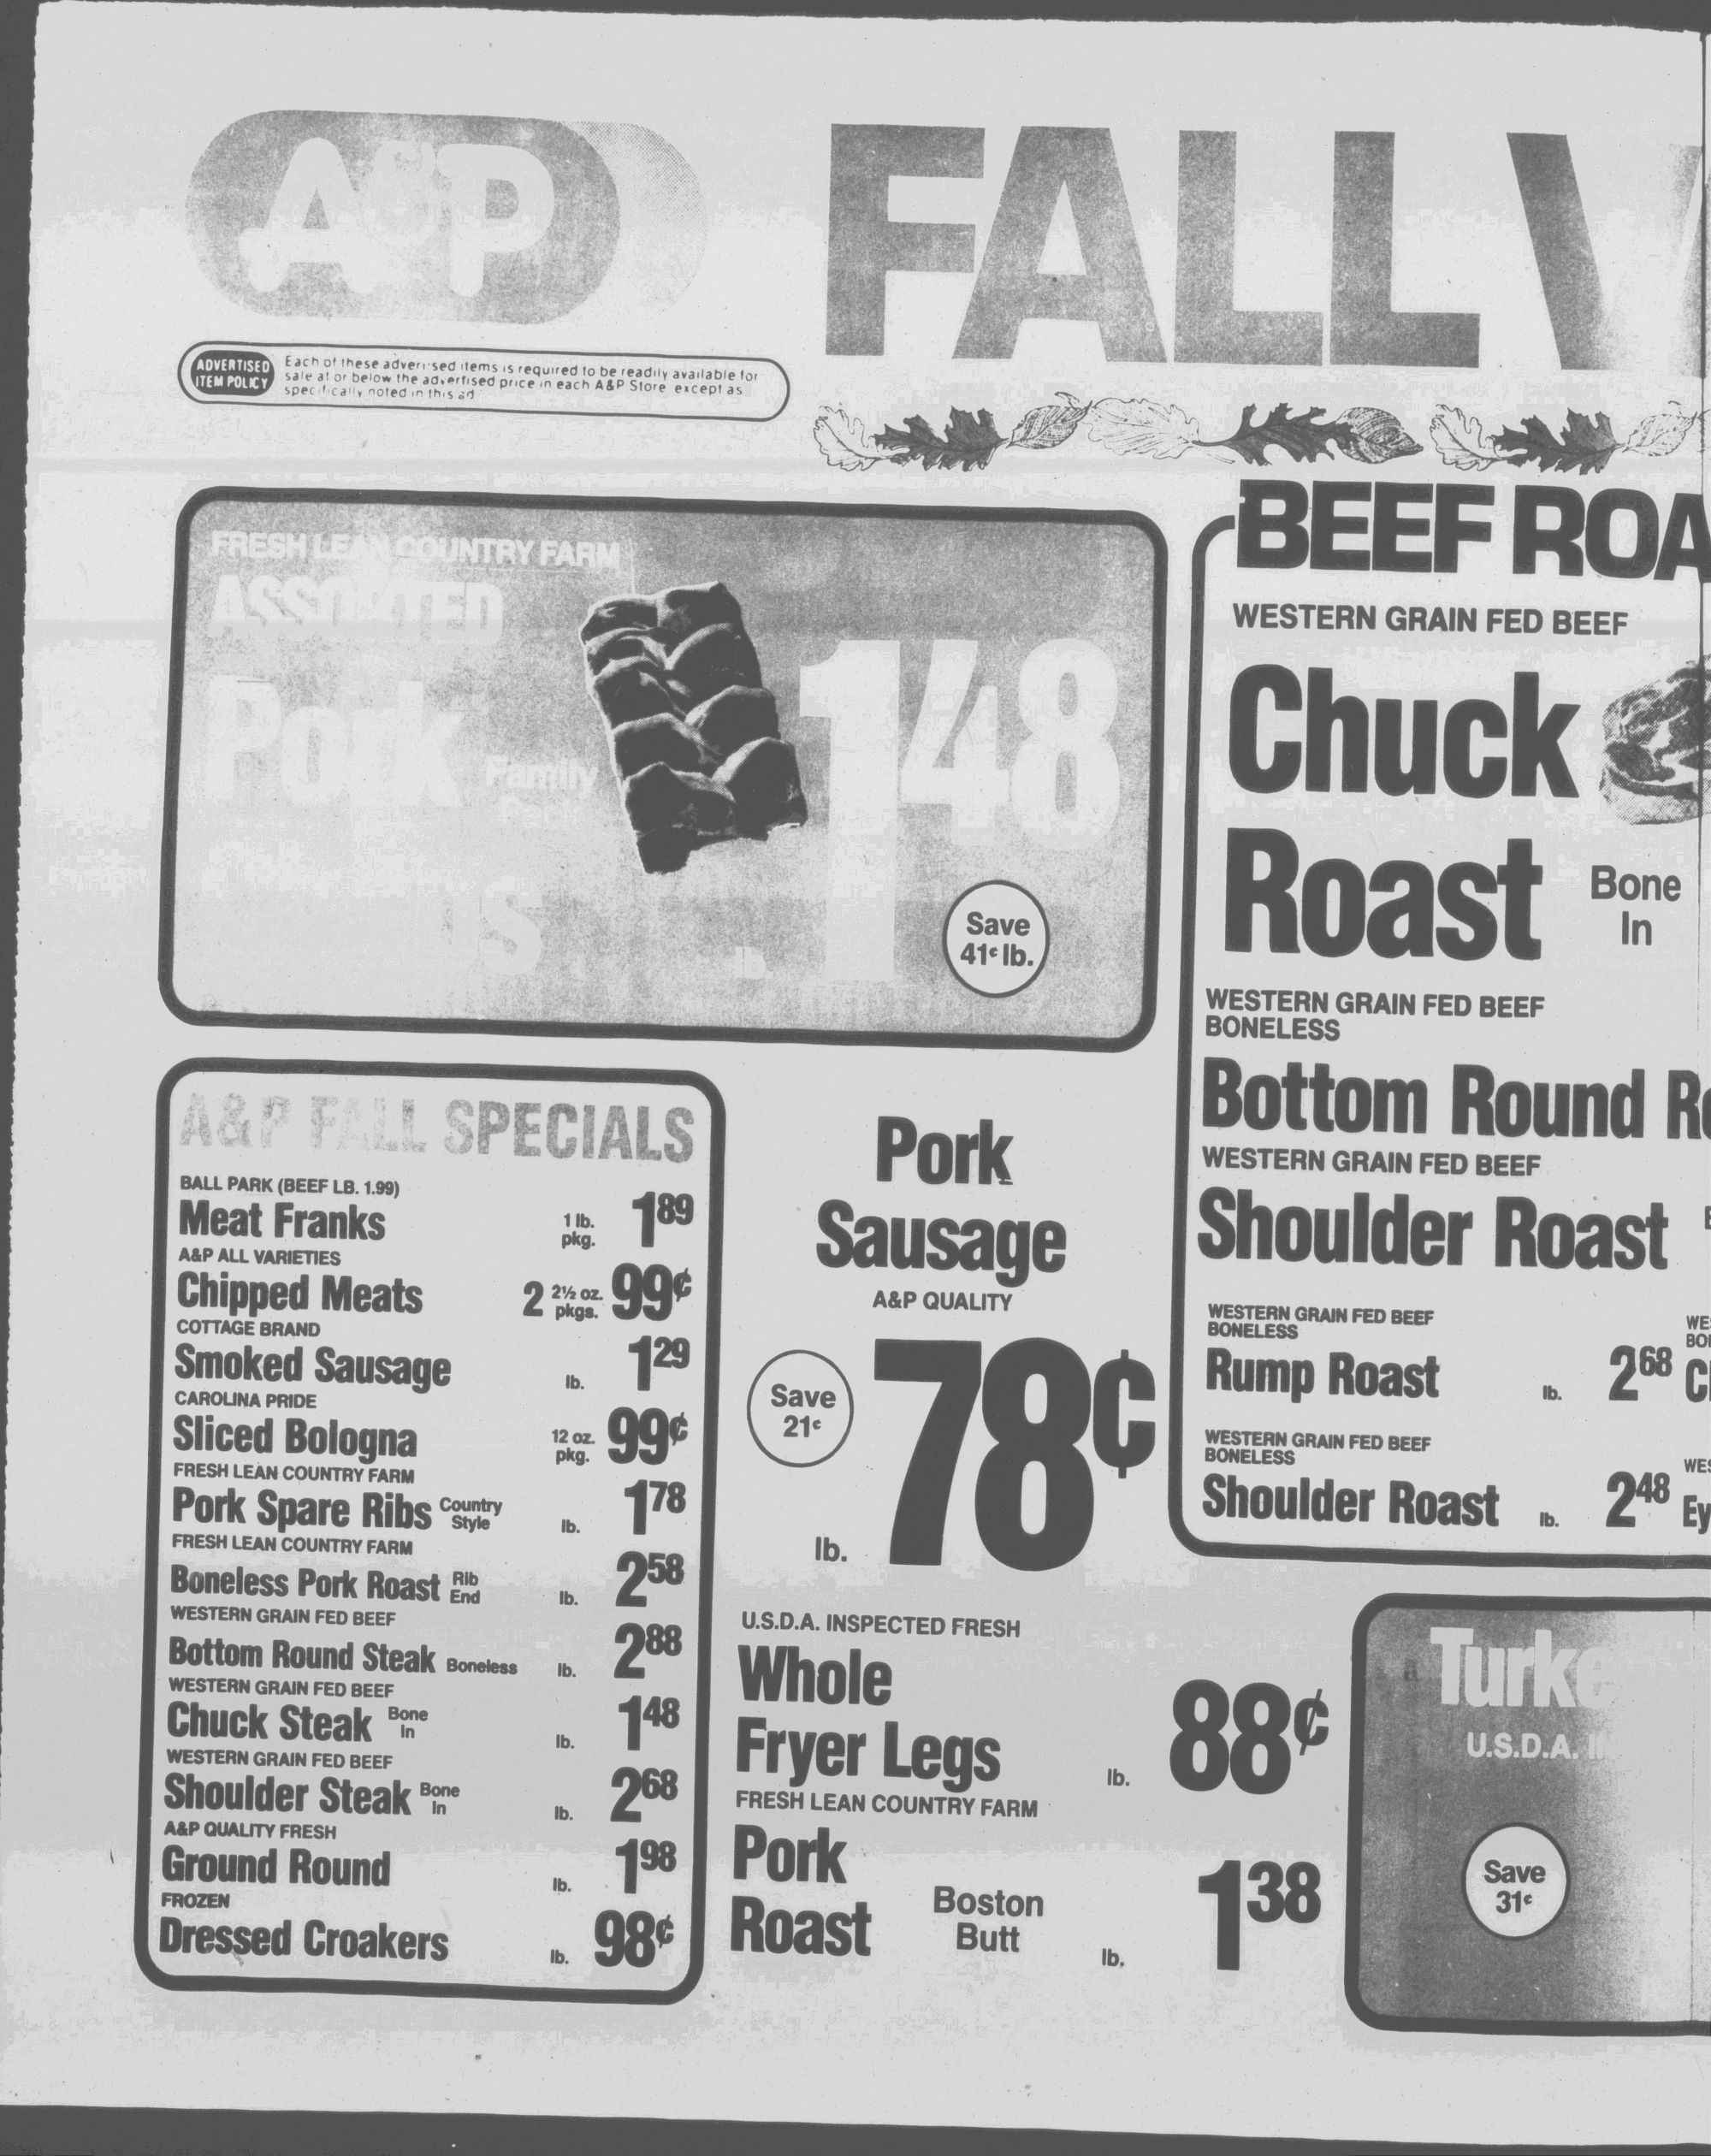 A&P
FALL
ADVERTISED
ITEM POLICY
Each of these advertised items is required to be readily available for
sale at or below the advertised price in each A&P Store except as
specifically noted in this ad
FRESH LEAN COUNTRY FARM
ASSORTED
Pork
Family
lb.
148
Save
41¢ lb.
A&P FALL SPECIALS
BALL PARK (BEEF LB. 1.99)
Meat Franks 1 lb. pkg. 189
A&P ALL VARIETIES
Chipped Meats 2 2½ oz. pkgs. 99¢
COTTAGE BRAND
Smoked Sausage lb. 129
CAROLINA PRIDE
Sliced Bologna 12 oz. pkg. 99¢
FRESH LEAN COUNTRY FARM
Pork Spare Ribs Country Style lb. 178
FRESH LEAN COUNTRY FARM
Boneless Pork Roast Rib End lb. 258
WESTERN GRAIN FED BEEF
Bottom Round Steak Boneless lb. 288
WESTERN GRAIN FED BEEF
Chuck Steak Bone In lb. 148
WESTERN GRAIN FED BEEF
Shoulder Steak Bone In lb. 268
A&P QUALITY FRESH
Ground Round lb. 198
FROZEN
Dressed Croakers lb. 98¢
Pork
Sausage
A&P QUALITY
Save
21¢
lb. 78¢
U.S.D.A. INSPECTED FRESH
Whole
Fryer Legs lb. 88¢
FRESH LEAN COUNTRY FARM
Pork
Roast Boston Butt lb. 138
BEEF ROA
WESTERN GRAIN FED BEEF
Chuck
Roast Bone In
WESTERN GRAIN FED BEEF
BONELESS
Bottom Round
WESTERN GRAIN FED BEEF
Shoulder Roast
WESTERN GRAIN FED BEEF
BONELESS
Rump Roast lb. 268
WESTERN GRAIN FED BEEF
BONELESS
Shoulder Roast lb. 248
Turke
U.S.D.A.
Save
31¢